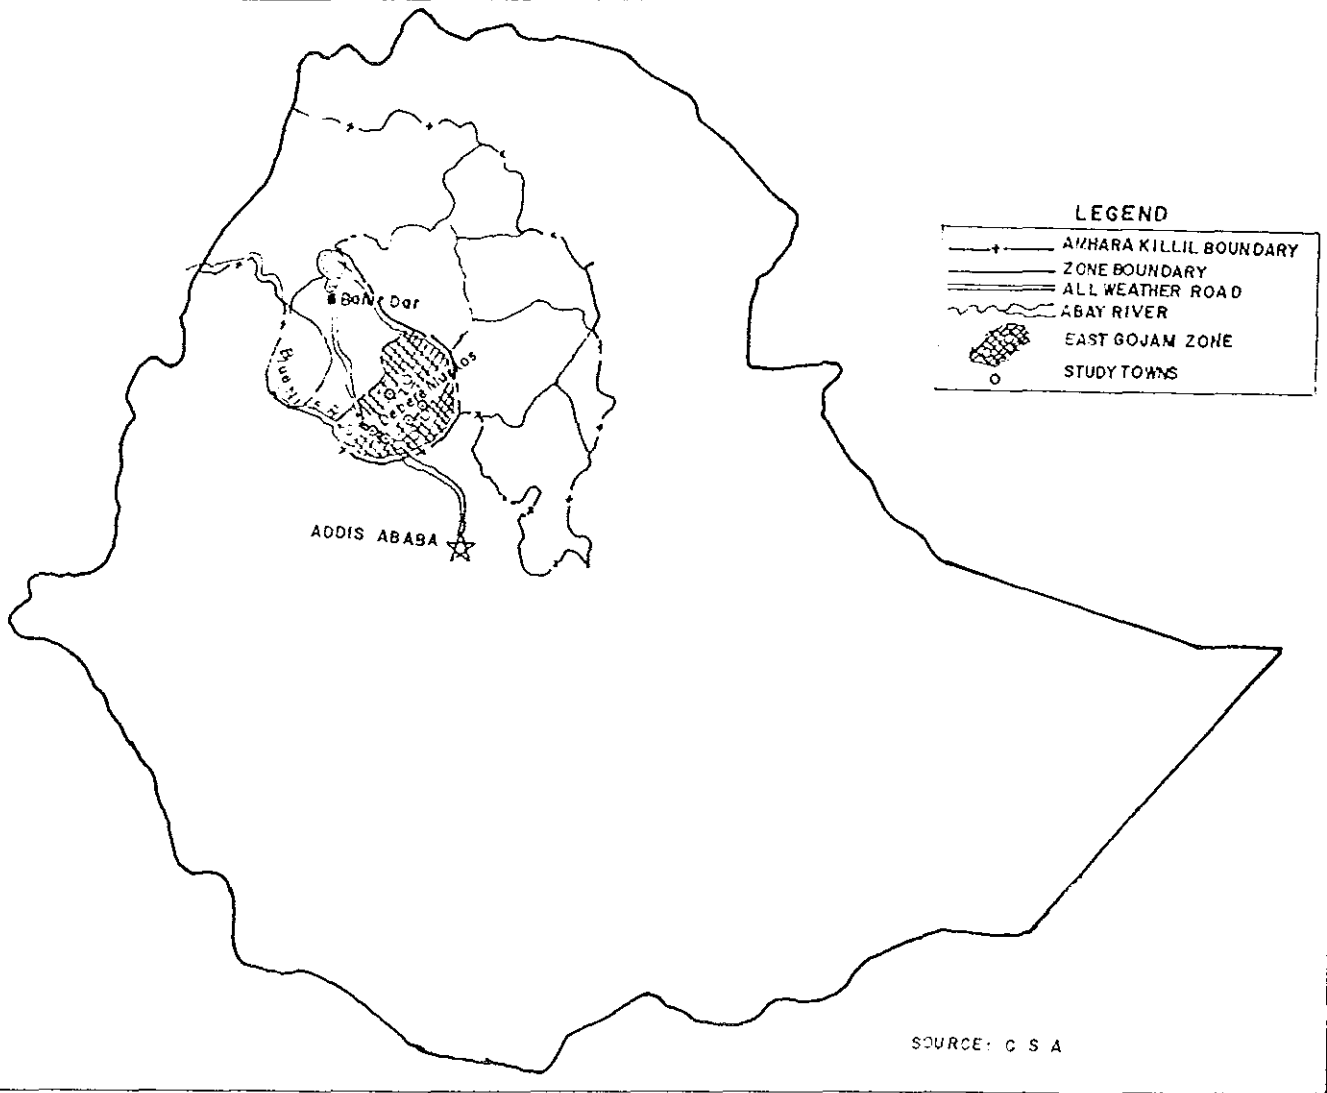 LEGEND
AMHARA KILLIL BOUNDARY
ZONE BOUNDARY
ALL WEATHER ROAD
ABAY RIVER
EAST GOJAM ZONE
STUDY TOWNS
Bahir Dar
Blue
ADDIS ABABA
SOURCE: C S A